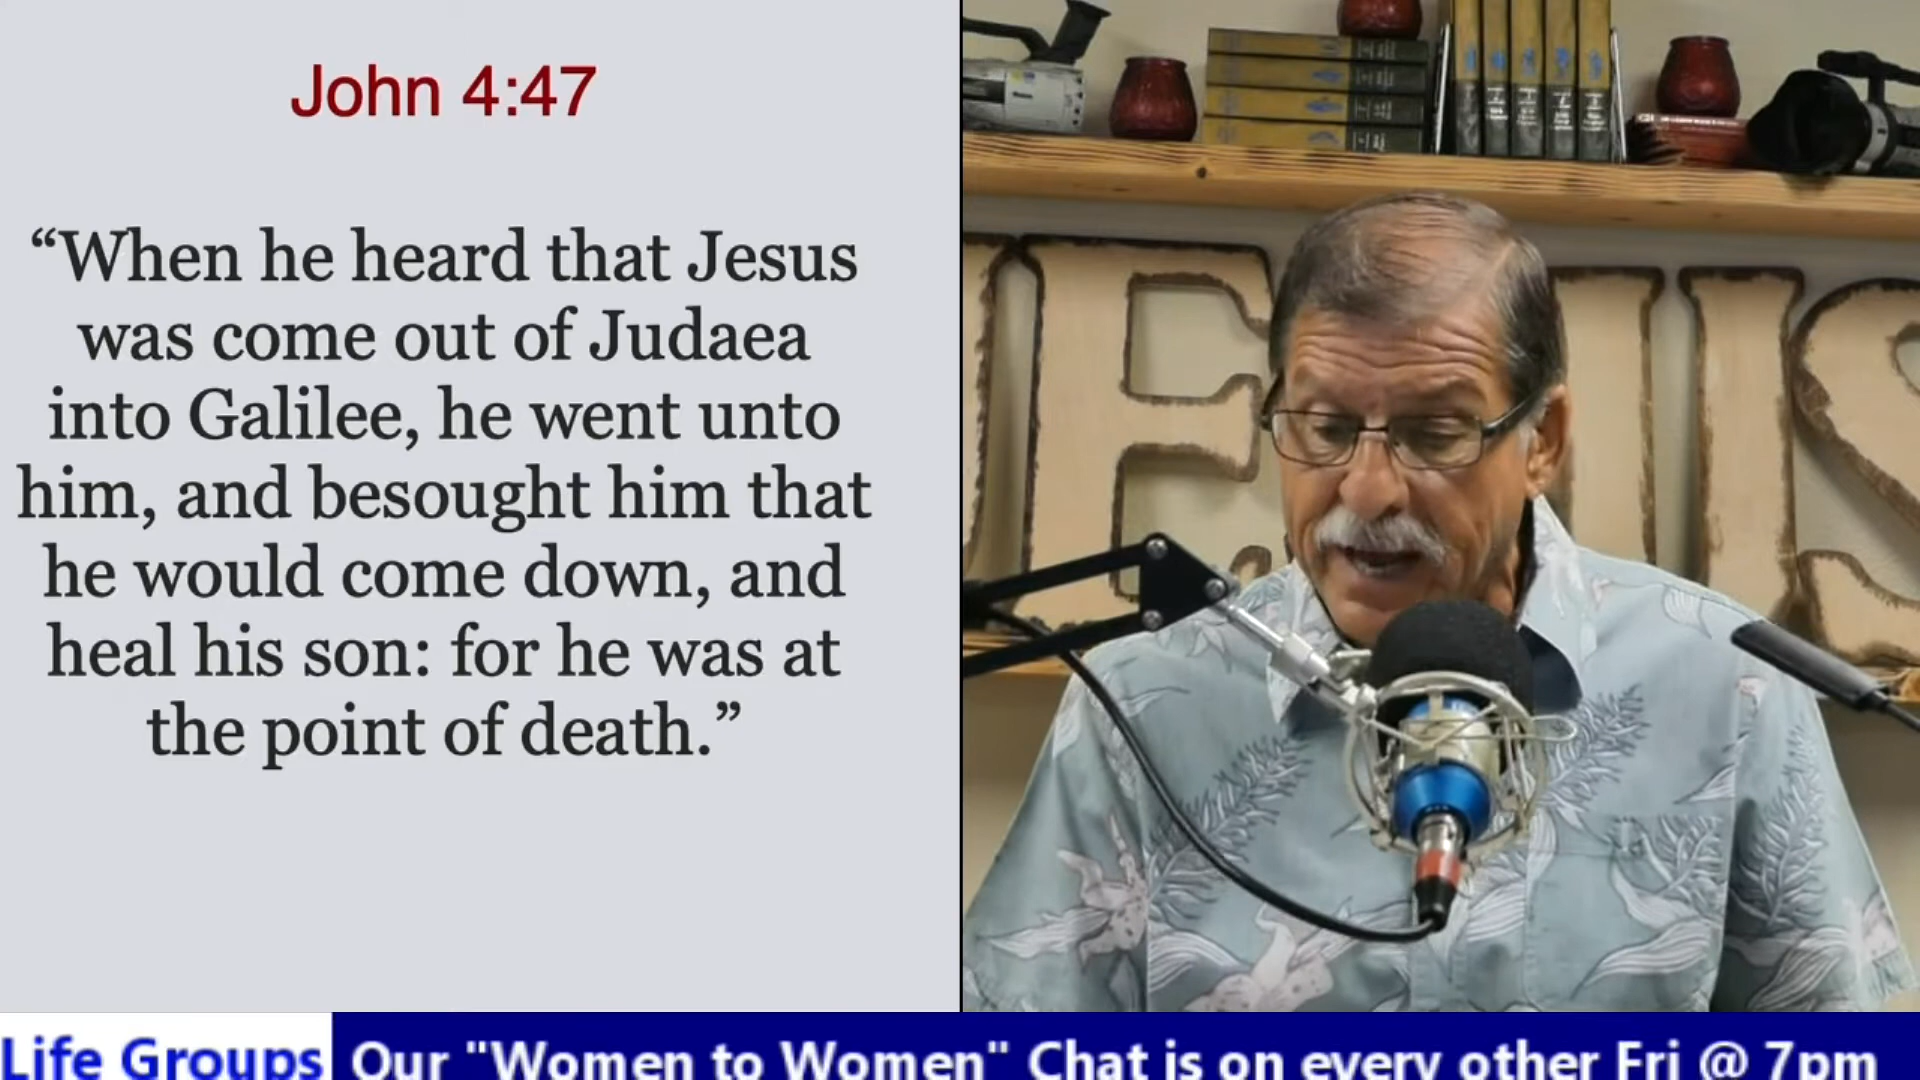 John 4:47
“When he heard that Jesus
was come out of Judaea
into Galilee, he went unto
him, and besought him that
he would come down, and
heal his son: for he was at
the point of death.”
JESUS
Life Groups
Our "Women to Women" Chat is on every other Fri @ 7pm